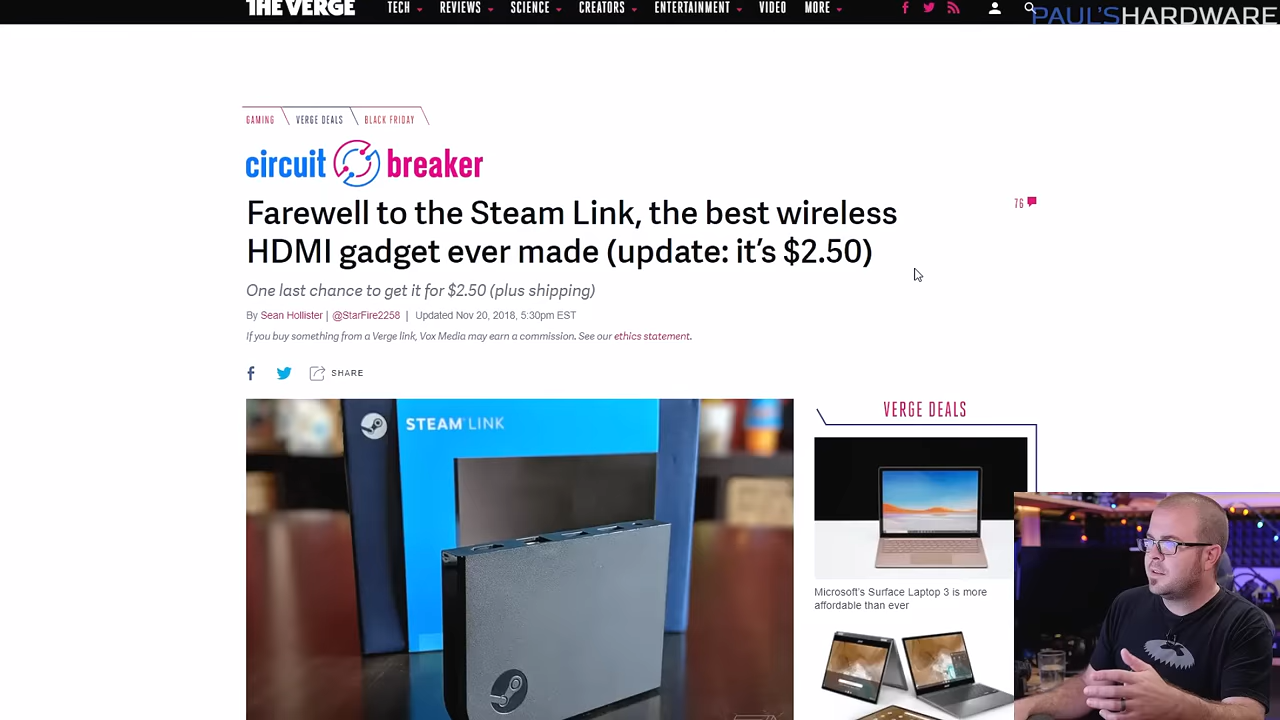 THE VERGE
TECH REVIEWS SCIENCE CREATORS ENTERTAINMENT VIDEO MORE
PAUL'SHARDWARE
GAMING VERGE DEALS BLACK FRIDAY
circuit breaker
Farewell to the Steam Link, the best wireless
HDMI gadget ever made (update: it's $2.50)
76
One last chance to get it for $2.50 (plus shipping)
By Sean Hollister | @StarFire2258 | Updated Nov 20, 2018, 5:30pm EST
If you buy something from a Verge link, Vox Media may earn a commission. See our ethics statement.
SHARE
STEAM LINK
VERGE DEALS
Microsoft's Surface Laptop 3 is more
affordable than ever